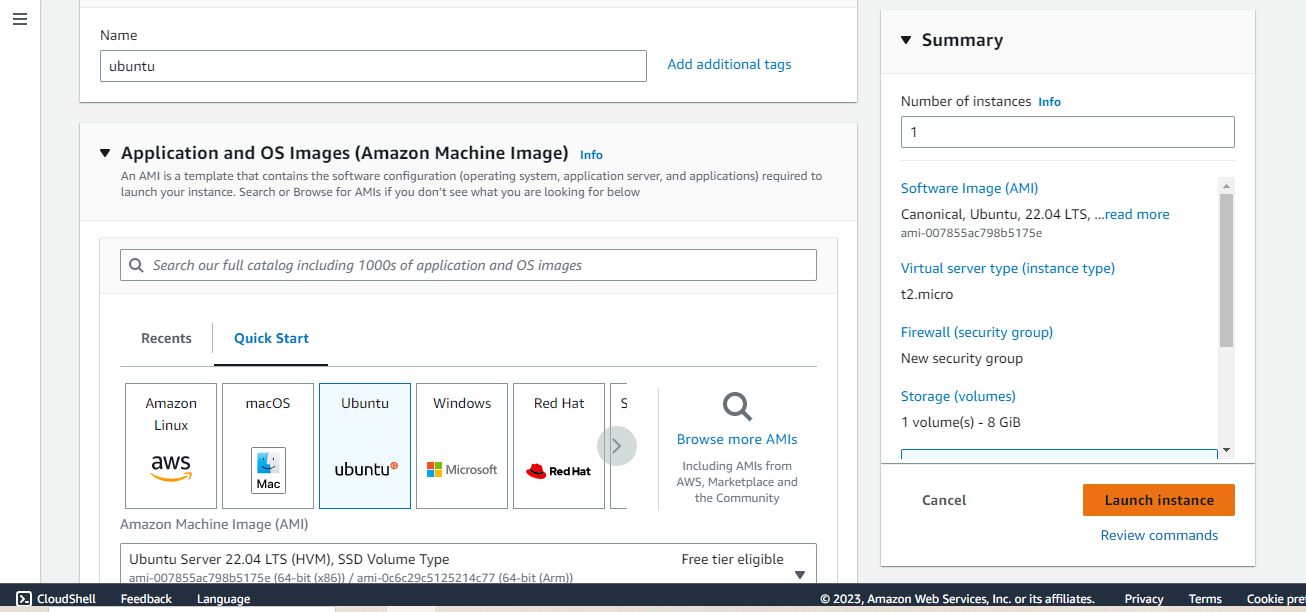 Name
ubuntu
Add additional tags
Application and OS Images (Amazon Machine Image) Info
An AMI is a template that contains the software configuration (operating system, application server, and applications) required to
launch your instance. Search or Browse for AMIs if you don't see what you are looking for below
Search our full catalog including 1000s of application and OS images
Recents
Quick Start
Amazon
Linux
aws
macOS
Mac
Ubuntu
ubuntu
Windows
Microsoft
Red Hat
Red Hat
S
Browse more AMIs
Including AMIs from
AWS, Marketplace and
the Community
Amazon Machine Image (AMI)
Ubuntu Server 22.04 LTS (HVM), SSD Volume Type
Free tier eligible
ami-007855ac798b5175e (64-bit (x86)) / ami-0c6c29c5125214c77 (64-bit (Arm))
Summary
Number of instances Info
1
Software Image (AMI)
Canonical, Ubuntu, 22.04 LTS, ...read more
ami-007855ac798b5175e
Virtual server type (instance type)
t2.micro
Firewall (security group)
New security group
Storage (volumes)
1 volume(s) - 8 GiB
Cancel
Launch instance
Review commands
CloudShell Feedback Language
© 2023, Amazon Web Services, Inc. or its affiliates. Privacy Terms Cookie pre